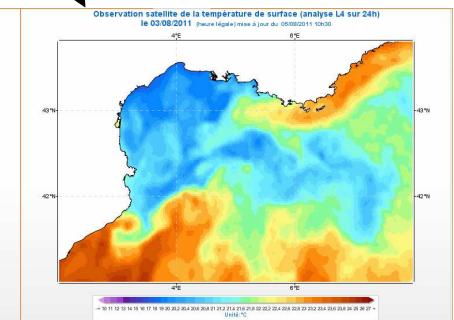 Observation satellite de la température de surface (analyse L4 sur 24h)
le 03/08/2011 (heure légale) mise à jour du 05/08/2011 10h30
4°E 6°E
43°N 43°N
42°N 42°N
4°E 6°E
Unité:°C